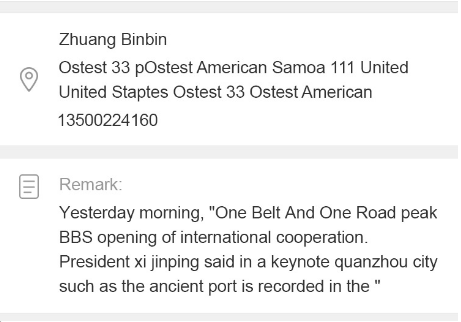 Zhuang Binbin
Ostest 33 pOstest American Samoa 111 United
United Staptes Ostest 33 Ostest American
13500224160
Remark:
Yesterday morning, "One Belt And One Road peak
BBS opening of international cooperation.
President xi jinping said in a keynote quanzhou city
such as the ancient port is recorded in the "